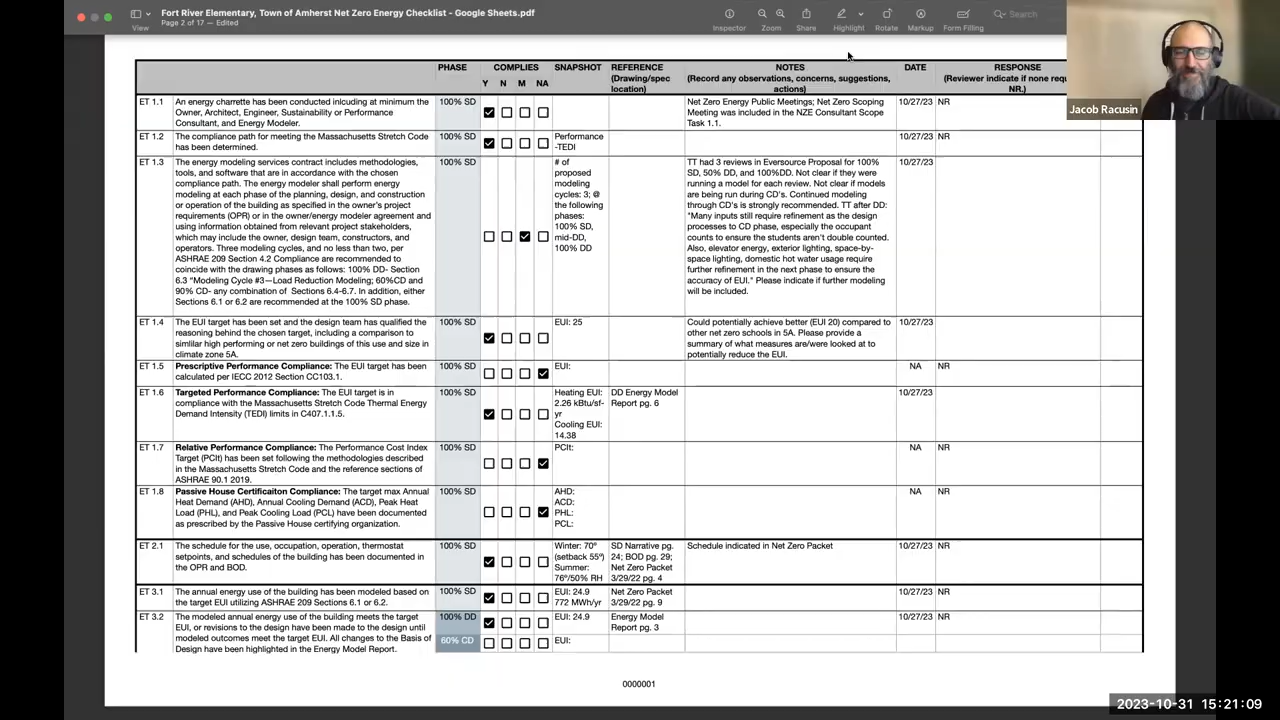 Fort River Elementary, Town of Amherst Net Zero Energy Checklist - Google Sheets.pdf
Page 2 of 17 — Edited
View
Inspector
Zoom
Share
Highlight
Rotate
Markup
Form Filling
Search
Jacob Racusin
PHASE
COMPLIES
Y N M NA
SNAPSHOT
REFERENCE
(Drawing/spec
location)
NOTES
(Record any observations, concerns, suggestions,
actions)
DATE
RESPONSE
(Reviewer indicate if none requ
NR.)
ET 1.1
An energy charrette has been conducted inlcuding at minimum the
Owner, Architect, Engineer, Sustainability or Performance
Consultant, and Energy Modeler.
100% SD
Net Zero Energy Public Meetings; Net Zero Scoping
Meeting was included in the NZE Consultant Scope
Task 1.1.
10/27/23
NR
ET 1.2
The compliance path for meeting the Massachusetts Stretch Code
has been determined.
100% SD
Performance
-TEDI
10/27/23
NR
ET 1.3
The energy modeling services contract includes methodologies,
tools, and software that are in accordance with the chosen
compliance path. The energy modeler shall perform energy
modeling at each phase of the planning, design, and construction
or operation of the building as specified in the owner's project
requirements (OPR) or in the owner/energy modeler agreement and
using information obtained from relevant project stakeholders,
which may include the owner, design team, constructors, and
operators. Three modeling cycles, and no less than two, per
ASHRAE 209 Section 4.2 Compliance are recommended to
coincide with the drawing phases as follows: 100% DD- Section
6.3 "Modeling Cycle #3—Load Reduction Modeling; 60%CD and
90% CD- any combination of Sections 6.4-6.7. In addition, either
Sections 6.1 or 6.2 are recommended at the 100% SD phase.
100% SD
# of
proposed
modeling
cycles: 3; @
the following
phases:
100% SD,
mid-DD,
100% DD
TT had 3 reviews in Eversource Proposal for 100%
SD, 50% DD, and 100%DD. Not clear if they were
running a model for each review. Not clear if models
are being run during CD's. Continued modeling
through CD's is strongly recommended. TT after DD:
"Many inputs still require refinement as the design
processes to CD phase, especially the occupant
counts to ensure the students aren't double counted.
Also, elevator energy, exterior lighting, space-by-
space lighting, domestic hot water usage require
further refinement in the next phase to ensure the
accuracy of EUI." Please indicate if further modeling
will be included.
10/27/23
ET 1.4
The EUI target has been set and the design team has qualified the
reasoning behind the chosen target, including a comparison to
similar high performing or net zero buildings of this use and size in
climate zone 5A.
100% SD
EUI: 25
Could potentially achieve better (EUI 20) compared to
other net zero schools in 5A. Please provide a
summary of what measures are/were looked at to
potentially reduce the EUI.
10/27/23
ET 1.5
Prescriptive Performance Compliance: The EUI target has been
calculated per IECC 2012 Section CC103.1.
100% SD
EUI:
NA
NR
ET 1.6
Targeted Performance Compliance: The EUI target is in
compliance with the Massachusetts Stretch Code Thermal Energy
Demand Intensity (TEDI) limits in C407.1.1.5.
100% SD
Heating EUI:
2.26 kBtu/sf-
yr
Cooling EUI:
14.38
DD Energy Model
Report pg. 6
10/27/23
ET 1.7
Relative Performance Compliance: The Performance Cost Index
Target (PCIt) has been set following the methodologies described
in the Massachusetts Stretch Code and the reference sections of
ASHRAE 90.1 2019.
100% SD
PCIt:
NA
NR
ET 1.8
Passive House Certificaiton Compliance: The target max Annual
Heat Demand (AHD), Annual Cooling Demand (ACD), Peak Heat
Load (PHL), and Peak Cooling Load (PCL) have been documented
as prescribed by the Passive House certifying organization.
100% SD
AHD:
ACD:
PHL:
PCL:
NA
NR
ET 2.1
The schedule for the use, occupation, operation, thermostat
setpoints, and schedules of the building has been documented in
the OPR and BOD.
100% SD
Winter: 70º
(setback 55º)
Summer:
76º/50% RH
SD Narrative pg.
24; BOD pg. 29;
Net Zero Packet
3/29/22 pg. 4
Schedule indicated in Net Zero Packet
10/27/23
NR
ET 3.1
The annual energy use of the building has been modeled based on
the target EUI utilizing ASHRAE 209 Sections 6.1 or 6.2.
100% SD
EUI: 24.9
772 MWh/yr
Net Zero Packet
3/29/22 pg. 9
10/27/23
NR
ET 3.2
The modeled annual energy use of the building meets the target
EUI, or revisions to the design have been made to the design until
modeled outcomes meet the target EUI. All changes to the Basis of
Design have been highlighted in the Energy Model Report.
100% DD
EUI: 24.9
Energy Model
Report pg. 3
10/27/23
NR
60% CD
EUI:
0000001
2023-10-31 15:21:09